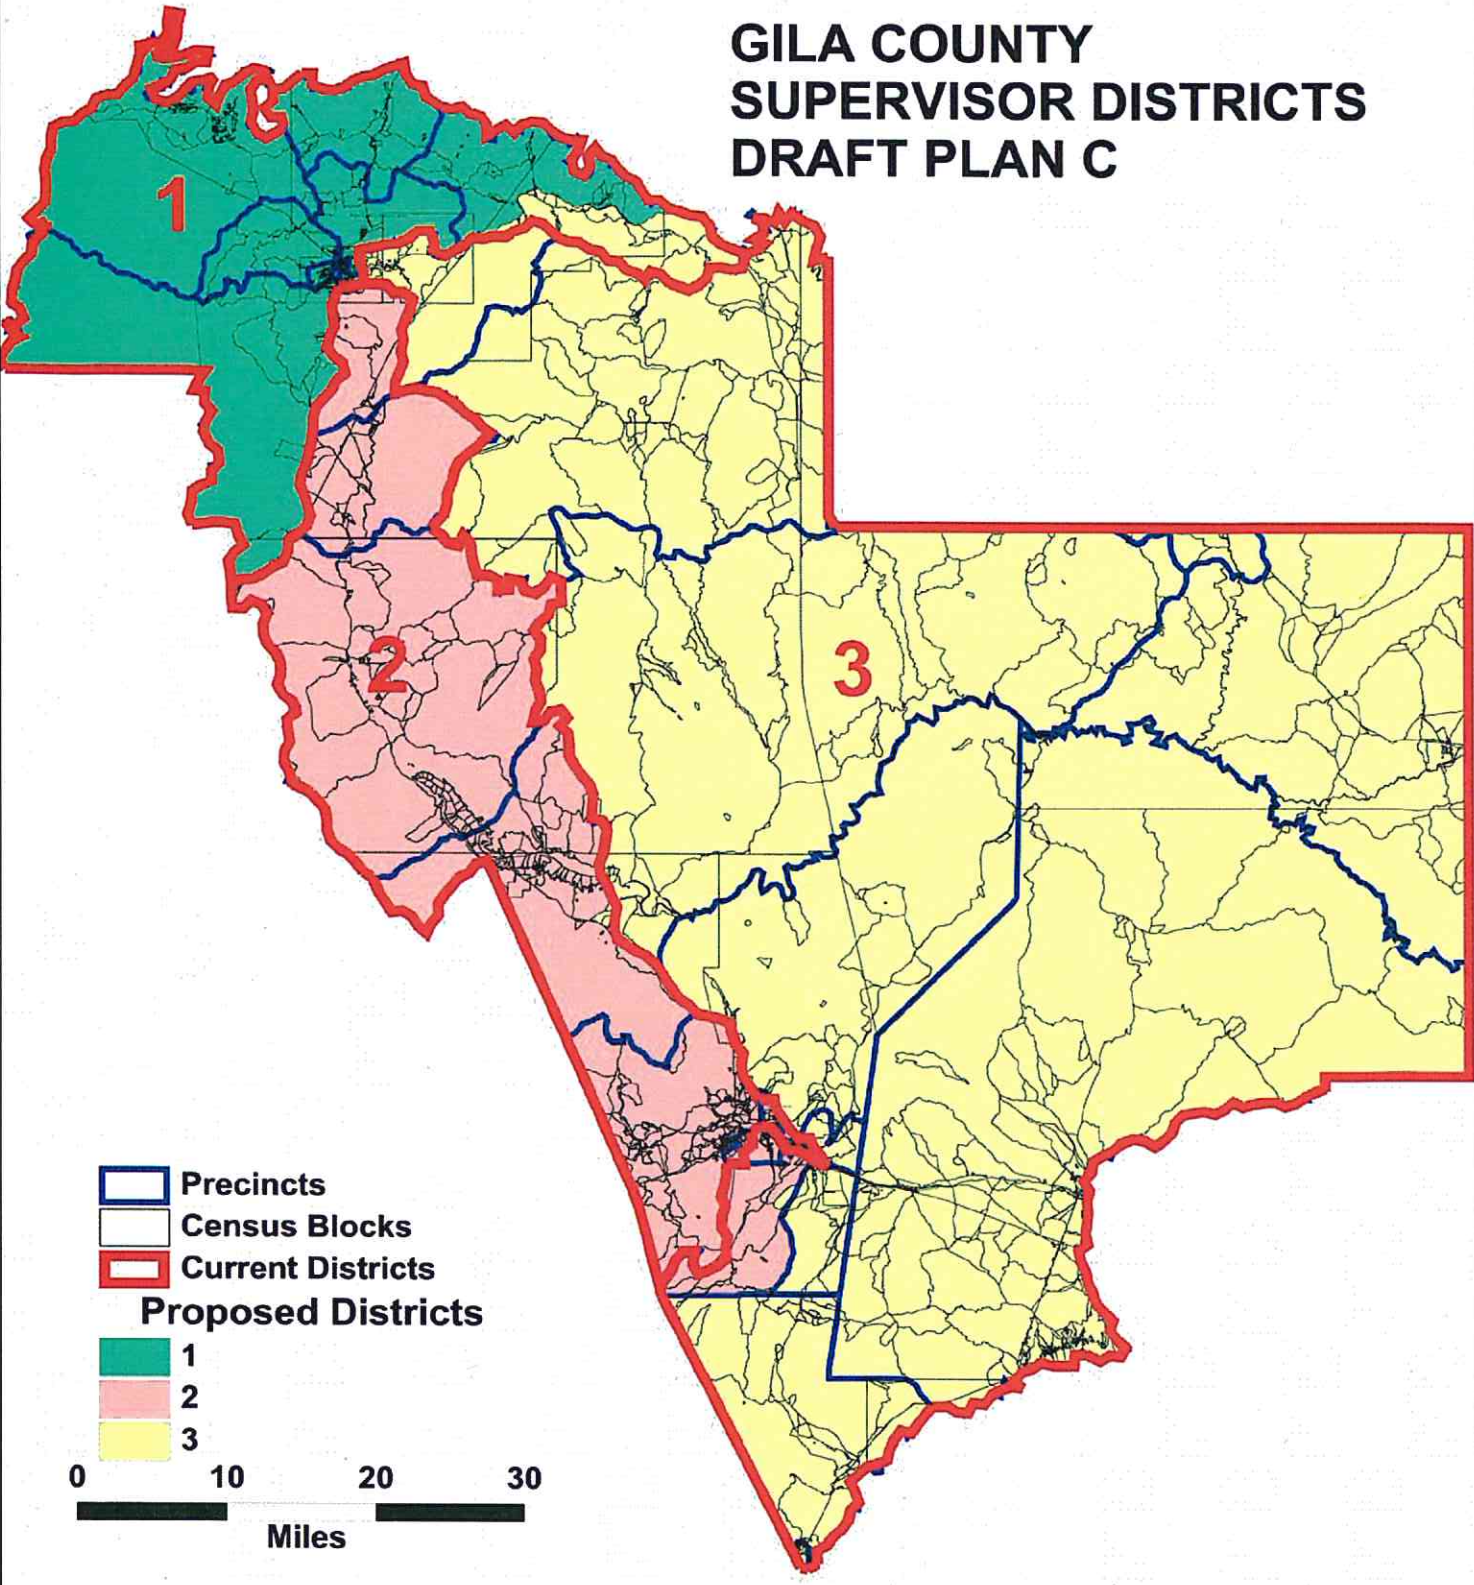 GILA COUNTY
SUPERVISOR DISTRICTS
DRAFT PLAN C
1
2
3
Precincts
Census Blocks
Current Districts
Proposed Districts
1
2
3
0 10 20 30
Miles